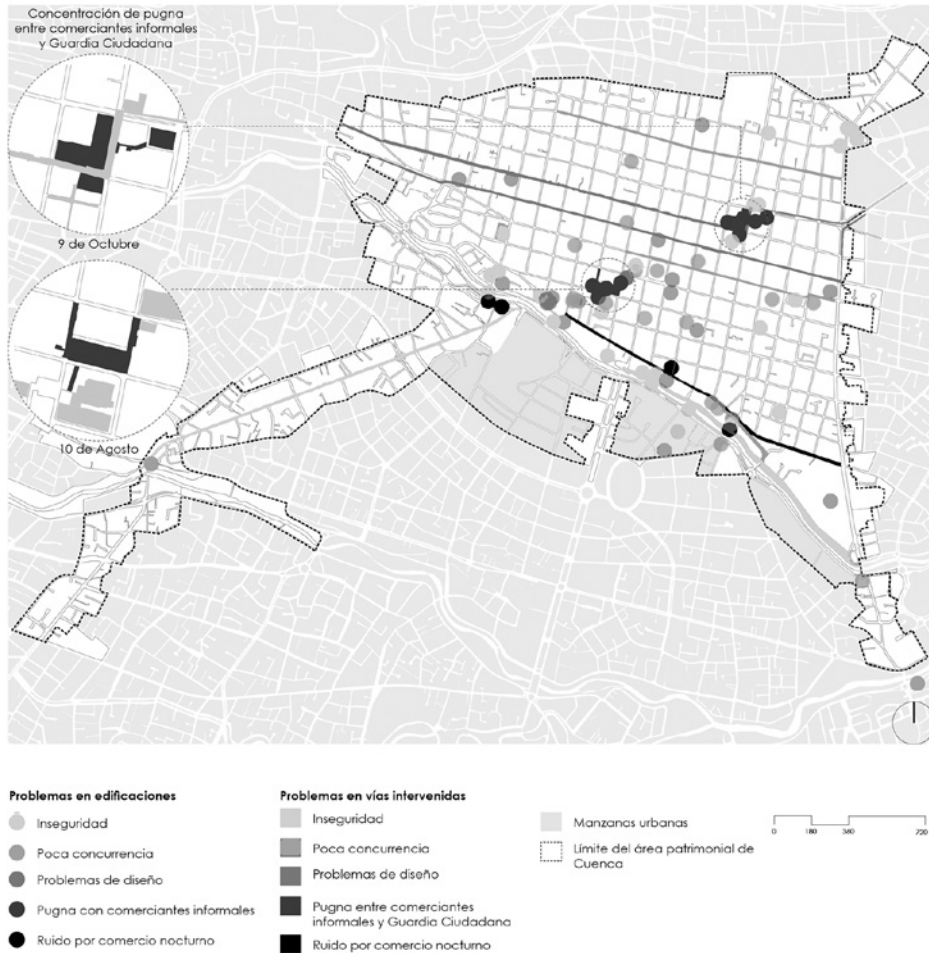 Concentración de pugna
entre comerciantes informales
y Guardia Ciudadana
9 de Octubre
10 de Agosto
Problemas en edificaciones
Inseguridad
Poca concurrencia
Problemas de diseño
Pugna con comerciantes informales
Ruido por comercio nocturno
Problemas en vías intervenidas
Inseguridad
Poca concurrencia
Problemas de diseño
Pugna entre comerciantes
informales y Guardia Ciudadana
Ruido por comercio nocturno
Manzanas urbanas
Límite del área patrimonial de
Cuenca
0 180 360 720